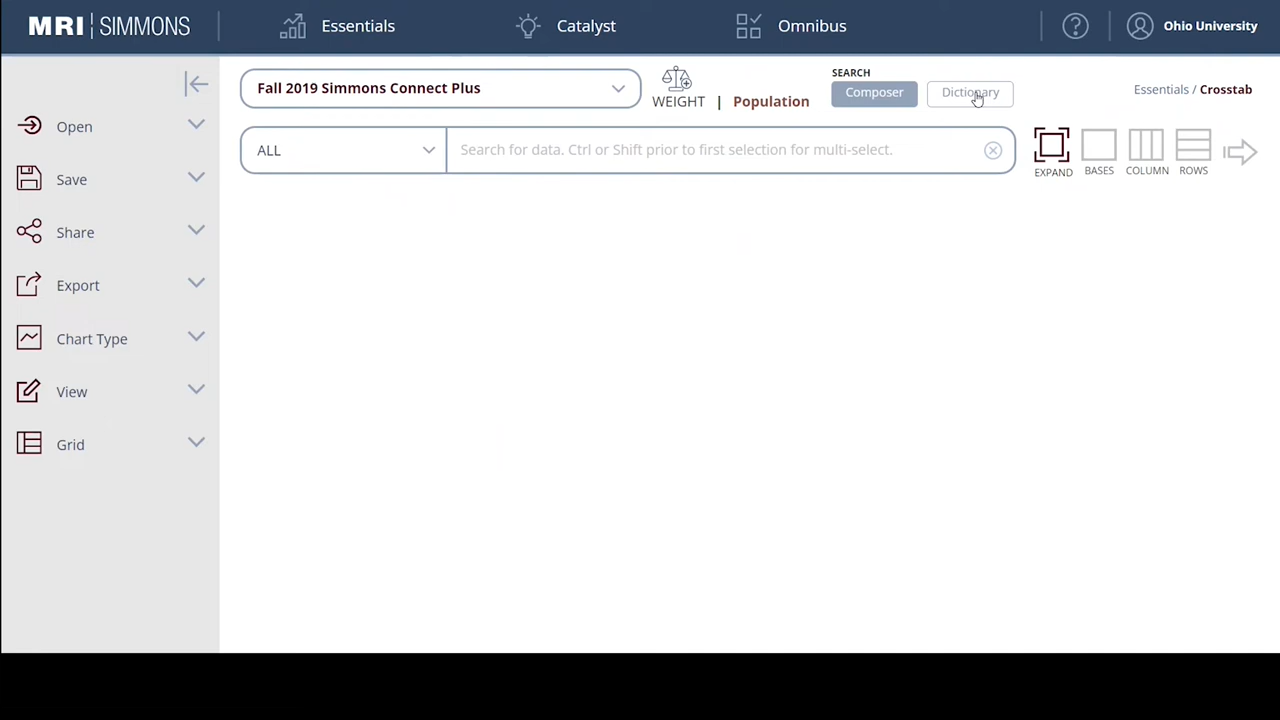 MRI | SIMMONS
Essentials
Catalyst
Omnibus
Ohio University
Fall 2019 Simmons Connect Plus
WEIGHT | Population
SEARCH
Composer
Dictionary
Essentials / Crosstab
ALL
Search for data. Ctrl or Shift prior to first selection for multi-select.
EXPAND
BASES
COLUMN
ROWS
Open
Save
Share
Export
Chart Type
View
Grid